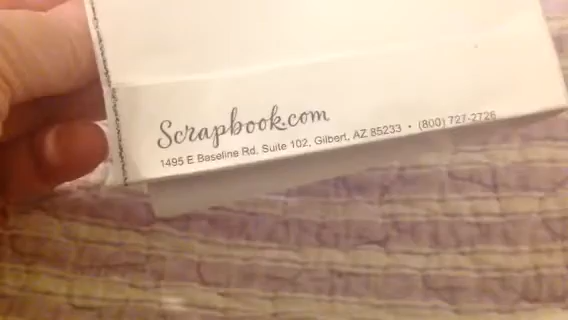 Scrapbook.com
1495 E Baseline Rd, Suite 102, Gilbert, AZ 85233 • (800) 727-2726